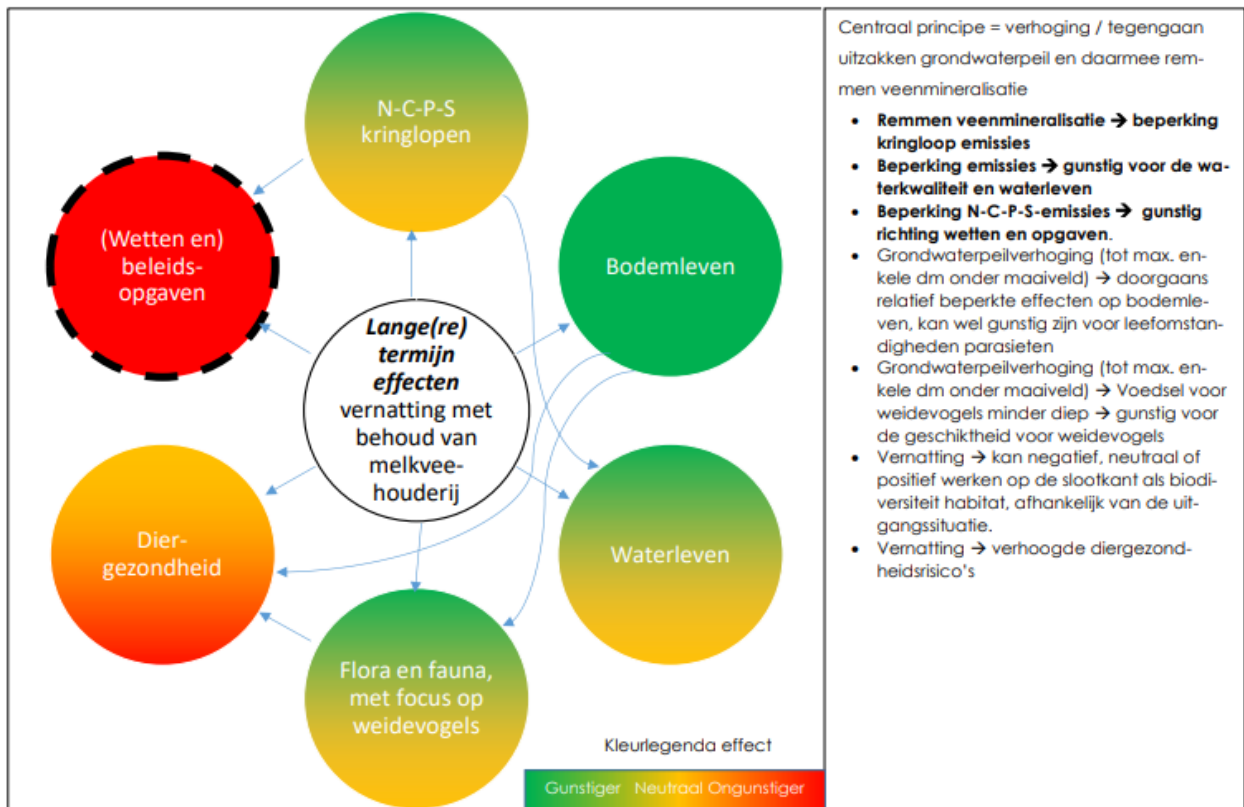 N-C-P-S
kringlopen
(Wetten en)
beleids-
opgaven
Bodemleven
Lange(re)
termijn
effecten
vernatting met
behoud van
melkvee-
houderij
Dier-
gezondheid
Waterleven
Flora en fauna,
met focus op
weidevogels
Kleurlegenda effect
Gunstiger Neutraal Ongunstiger
Centraal principe = verhoging / tegengaan
uitzakken grondwaterpeil en daarmee rem-
men veenmineralisatie
• Remmen veenmineralisatie → beperking
kringloop emissies
• Beperking emissies → gunstig voor de wa-
terkwaliteit en waterleven
• Beperking N-C-P-S-emissies → gunstig
richting wetten en opgaven.
• Grondwaterpeilverhoging (tot max. en-
kele dm onder maaiveld) → doorgaans
relatief beperkte effecten op bodemle-
ven, kan wel gunstig zijn voor leefomstan-
digheden parasieten
• Grondwaterpeilverhoging (tot max. en-
kele dm onder maaiveld) → Voedsel voor
weidevogels minder diep → gunstig voor
de geschiktheid voor weidevogels
• Vernatting → kan negatief, neutraal of
positief werken op de slootkant als biodi-
versiteit habitat, afhankelijk van de uit-
gangssituatie.
• Vernatting → verhoogde diergezond-
heidsrisico's